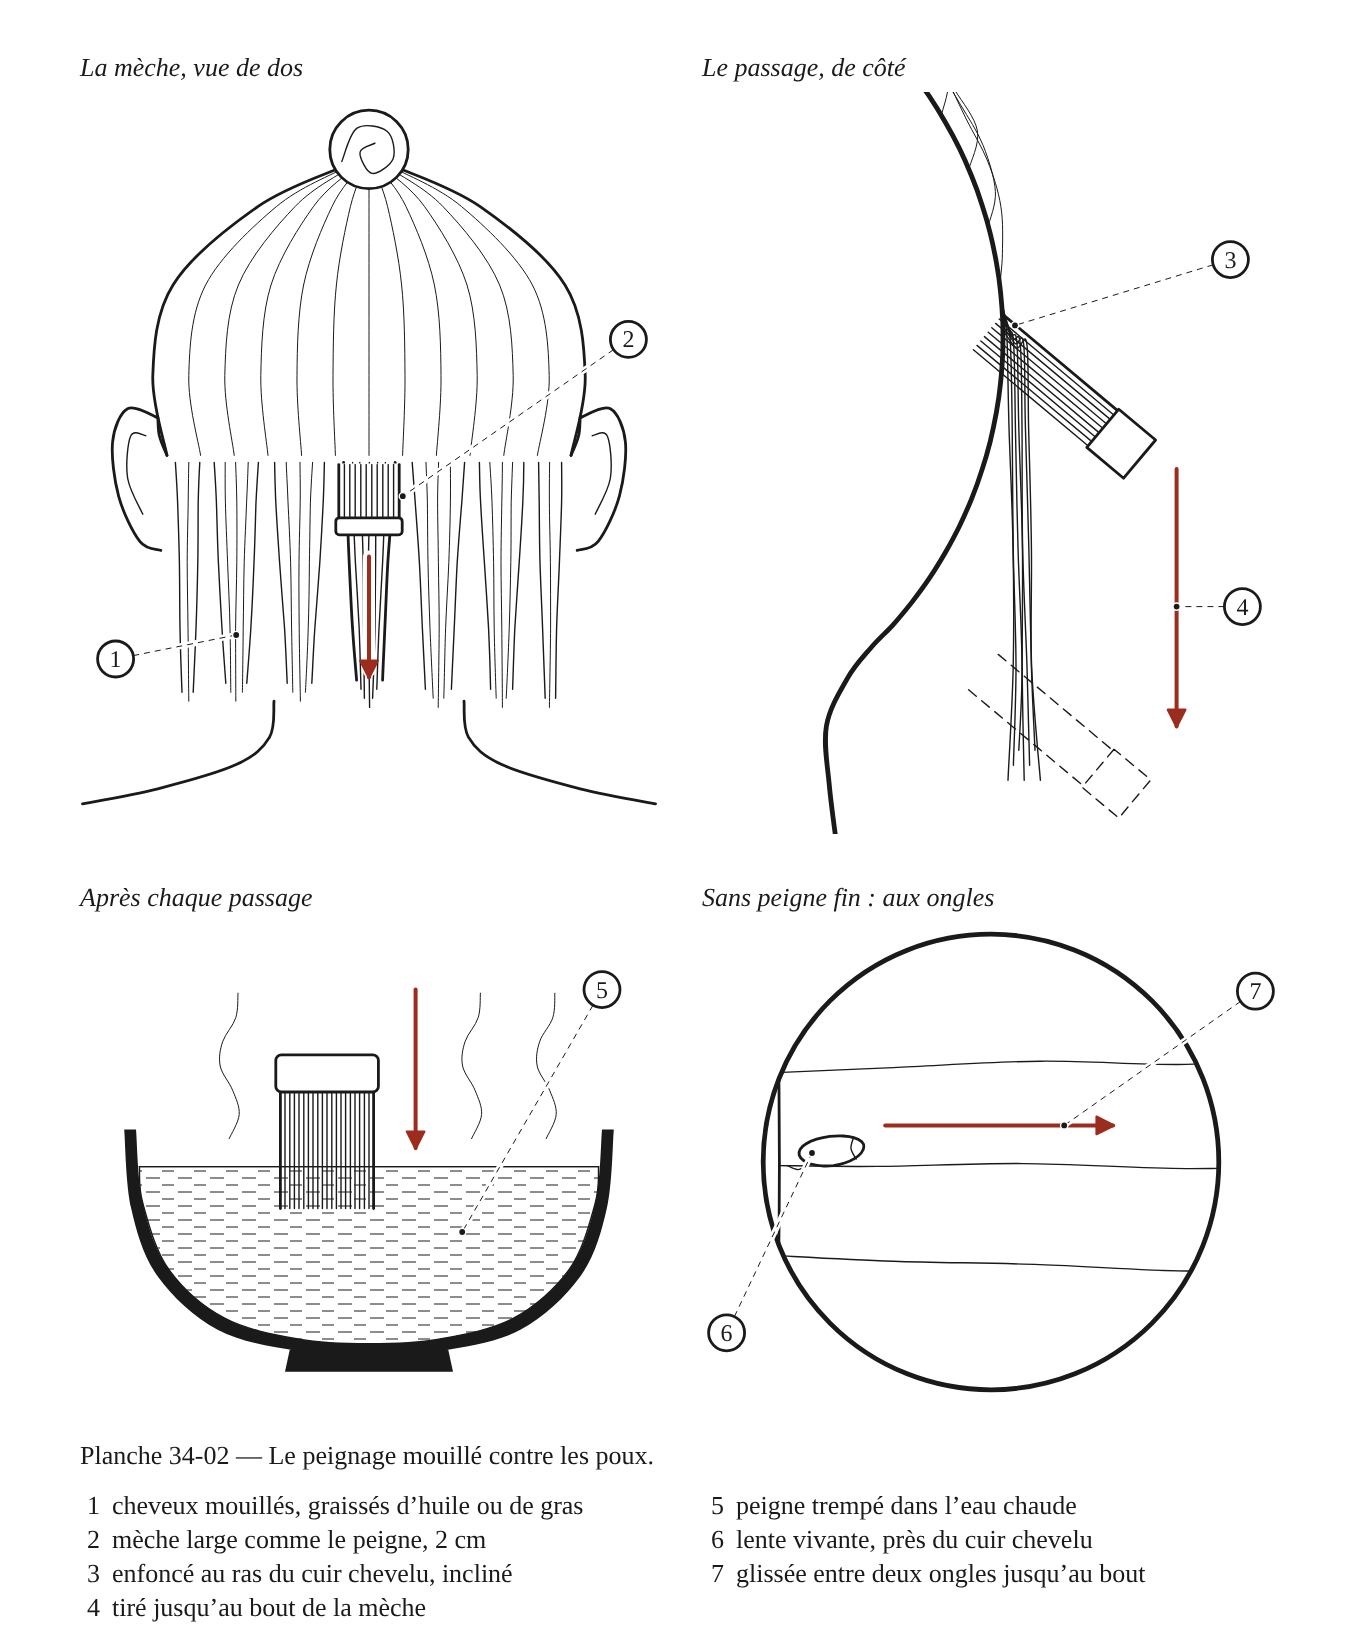 La mèche, vue de dos
Le passage, de côté
3
2
4
1
Après chaque passage
Sans peigne fin : aux ongles
5
7
6
Planche 34-02 — Le peignage mouillé contre les poux.
1 cheveux mouillés, graissés d’huile ou de gras
2 mèche large comme le peigne, 2 cm
3 enfoncé au ras du cuir chevelu, incliné
4 tiré jusqu’au bout de la mèche
5 peigne trempé dans l’eau chaude
6 lente vivante, près du cuir chevelu
7 glissée entre deux ongles jusqu’au bout